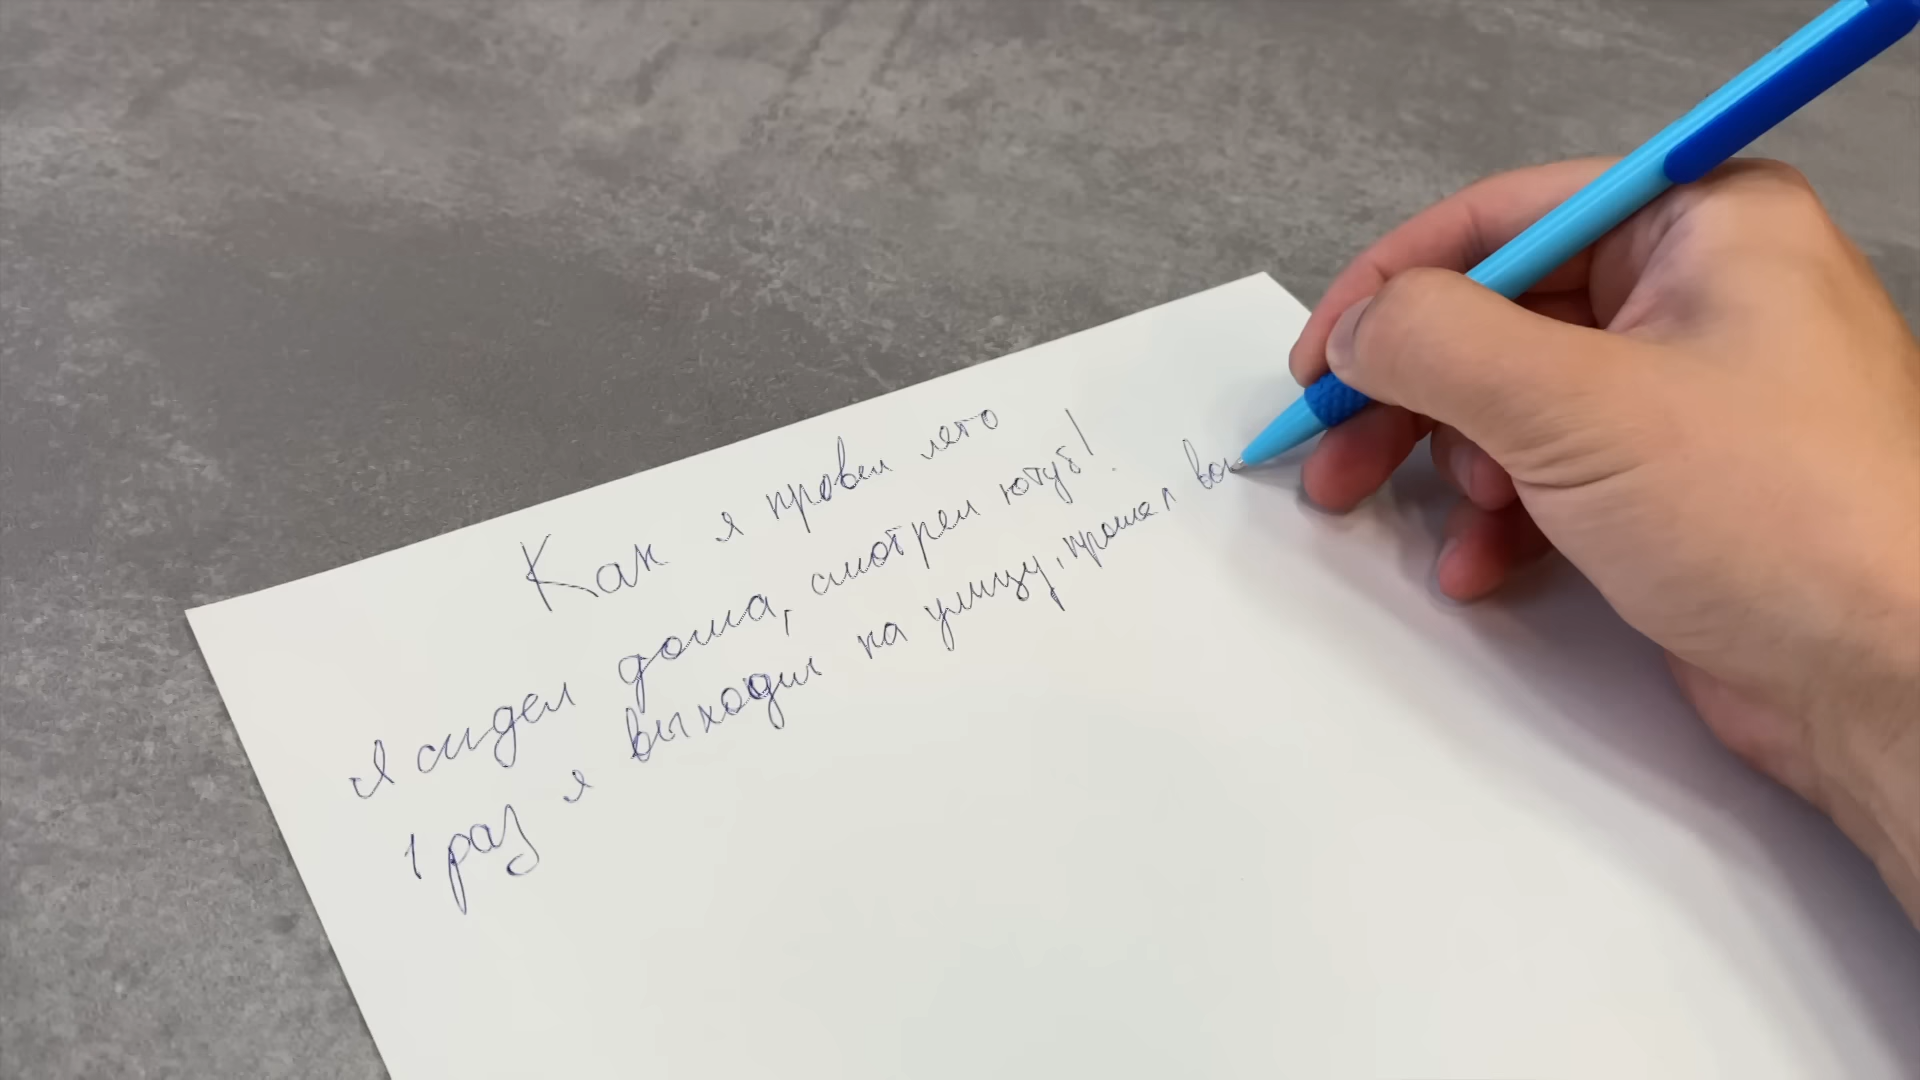 Как я провел лето
Я сидел дома, смотрел ютуб!
1 раз я выходил на улицу, прошел